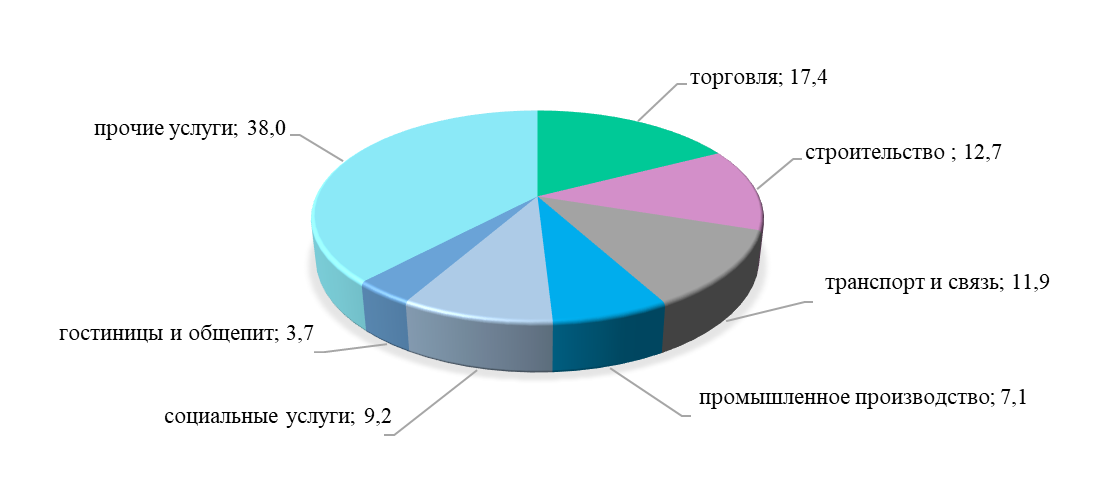 торговля; 17,4
прочие услуги; 38,0
строительство ; 12,7
транспорт и связь; 11,9
гостиницы и общепит; 3,7
промышленное производство; 7,1
социальные услуги; 9,2